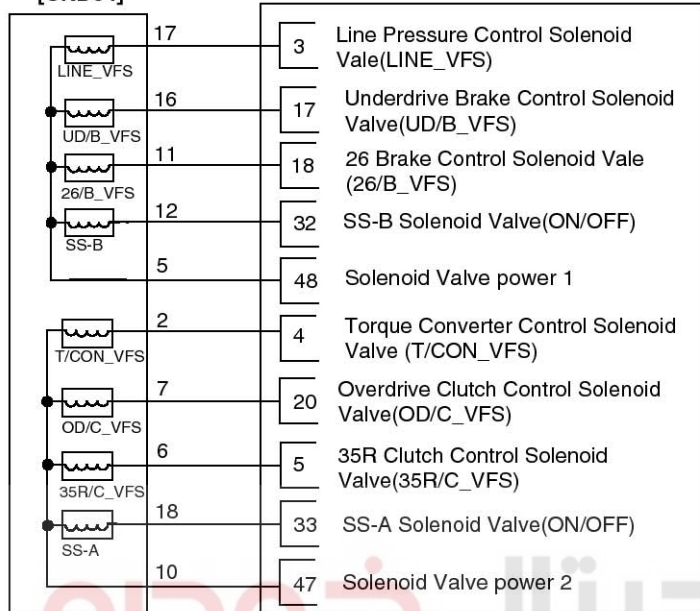 17
3
Line Pressure Control Solenoid
Vale(LINE_VFS)
LINE_VFS
16
17
Underdrive Brake Control Solenoid
Valve(UD/B_VFS)
UD/B_VFS
11
18
26 Brake Control Solenoid Vale
(26/B_VFS)
26/B_VFS
12
32
SS-B Solenoid Valve(ON/OFF)
SS-B
5
48
Solenoid Valve power 1
2
4
Torque Converter Control Solenoid
Valve (T/CON_VFS)
T/CON_VFS
7
20
Overdrive Clutch Control Solenoid
Valve(OD/C_VFS)
OD/C_VFS
6
5
35R Clutch Control Solenoid
Valve(35R/C_VFS)
35R/C_VFS
18
33
SS-A Solenoid Valve(ON/OFF)
SS-A
10
47
Solenoid Valve power 2